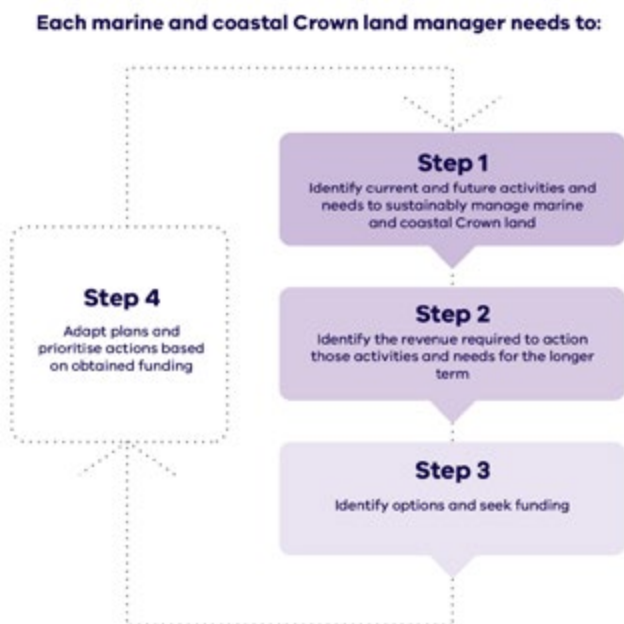 Each marine and coastal Crown land manager needs to:
Step 1
Identify current and future activities and
needs to sustainably manage marine
and coastal Crown land
Step 2
Identify the revenue required to action
those activities and needs for the longer
term
Step 3
Identify options and seek funding
Step 4
Adapt plans and
prioritise actions based
on obtained funding